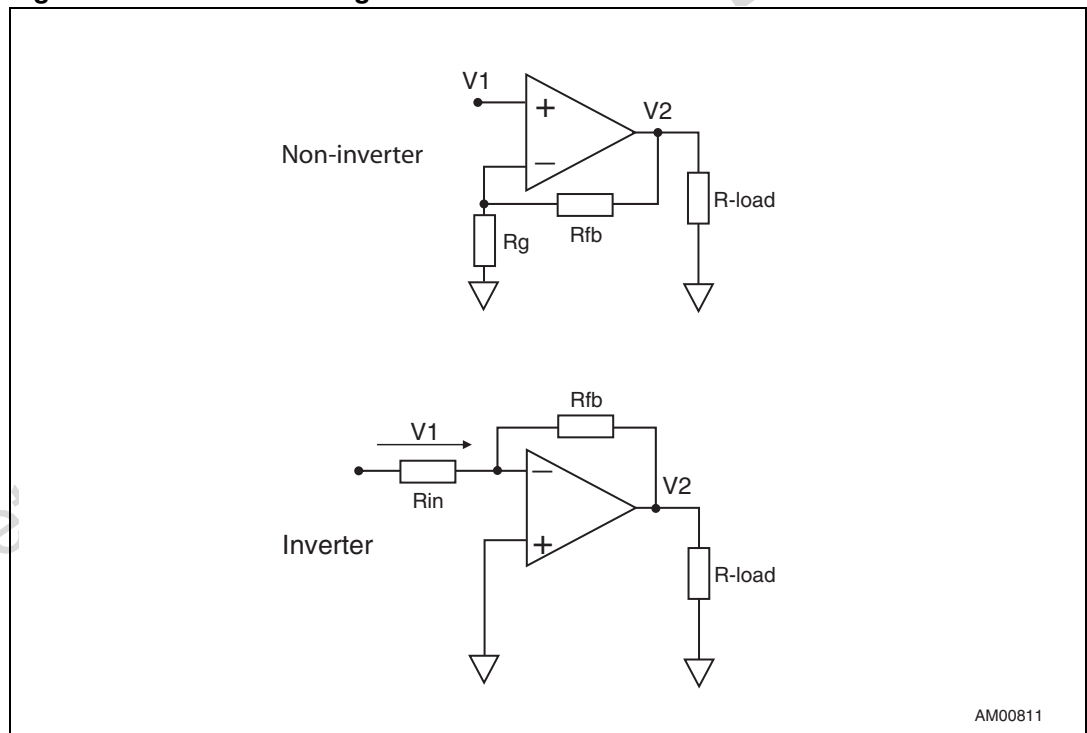 V1
+
V2
Non-inverter
−
R-load
Rfb
Rg
Rfb
V1
−
V2
Rin
Inverter
+
R-load
AM00811